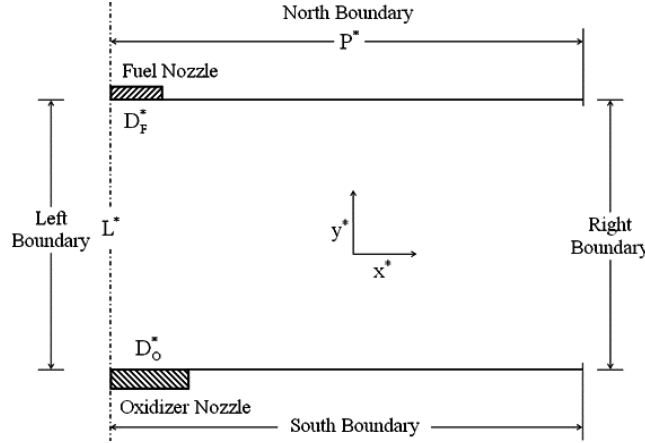 North Boundary
P*
Fuel Nozzle
D*F
Left
Boundary
L*
y*
x*
Right
Boundary
D*O
Oxidizer Nozzle
South Boundary